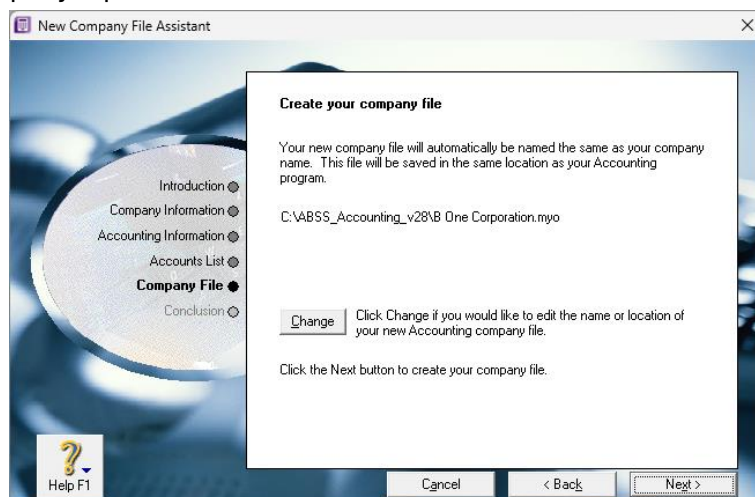 New Company File Assistant
Create your company file
Your new company file will automatically be named the same as your company
name. This file will be saved in the same location as your Accounting
program.
C:\ABSS_Accounting_v28\B One Corporation.myo
Introduction
Company Information
Accounting Information
Accounts List
Company File
Conclusion
Change
Click Change if you would like to edit the name or location of
your new Accounting company file.
Click the Next button to create your company file.
Help F1
Cancel
< Back
Next >